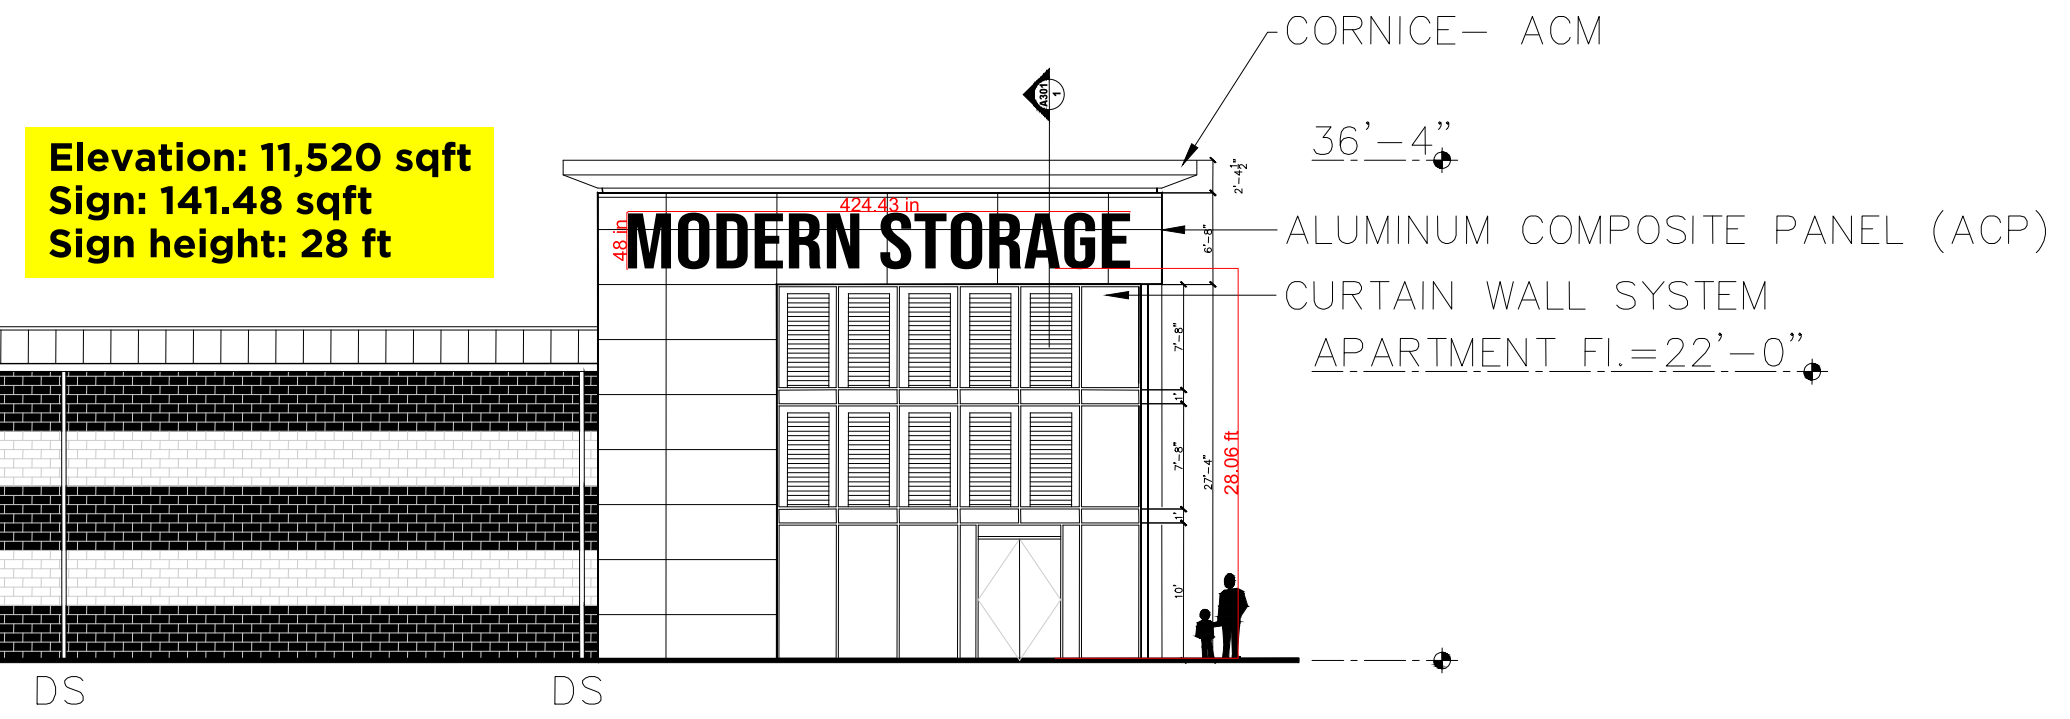 CORNICE- ACM
A301
1
36'-4"
Elevation: 11,520 sqft
Sign: 141.48 sqft
Sign height: 28 ft
2'-4½"
424.43 in
48 in
MODERN STORAGE
6'-8"
ALUMINUM COMPOSITE PANEL (ACP)
CURTAIN WALL SYSTEM
7'-8"
APARTMENT Fl.=22'-0"
1'
7'-8"
27'-4"
28.06 ft
1'
10'
DS
DS